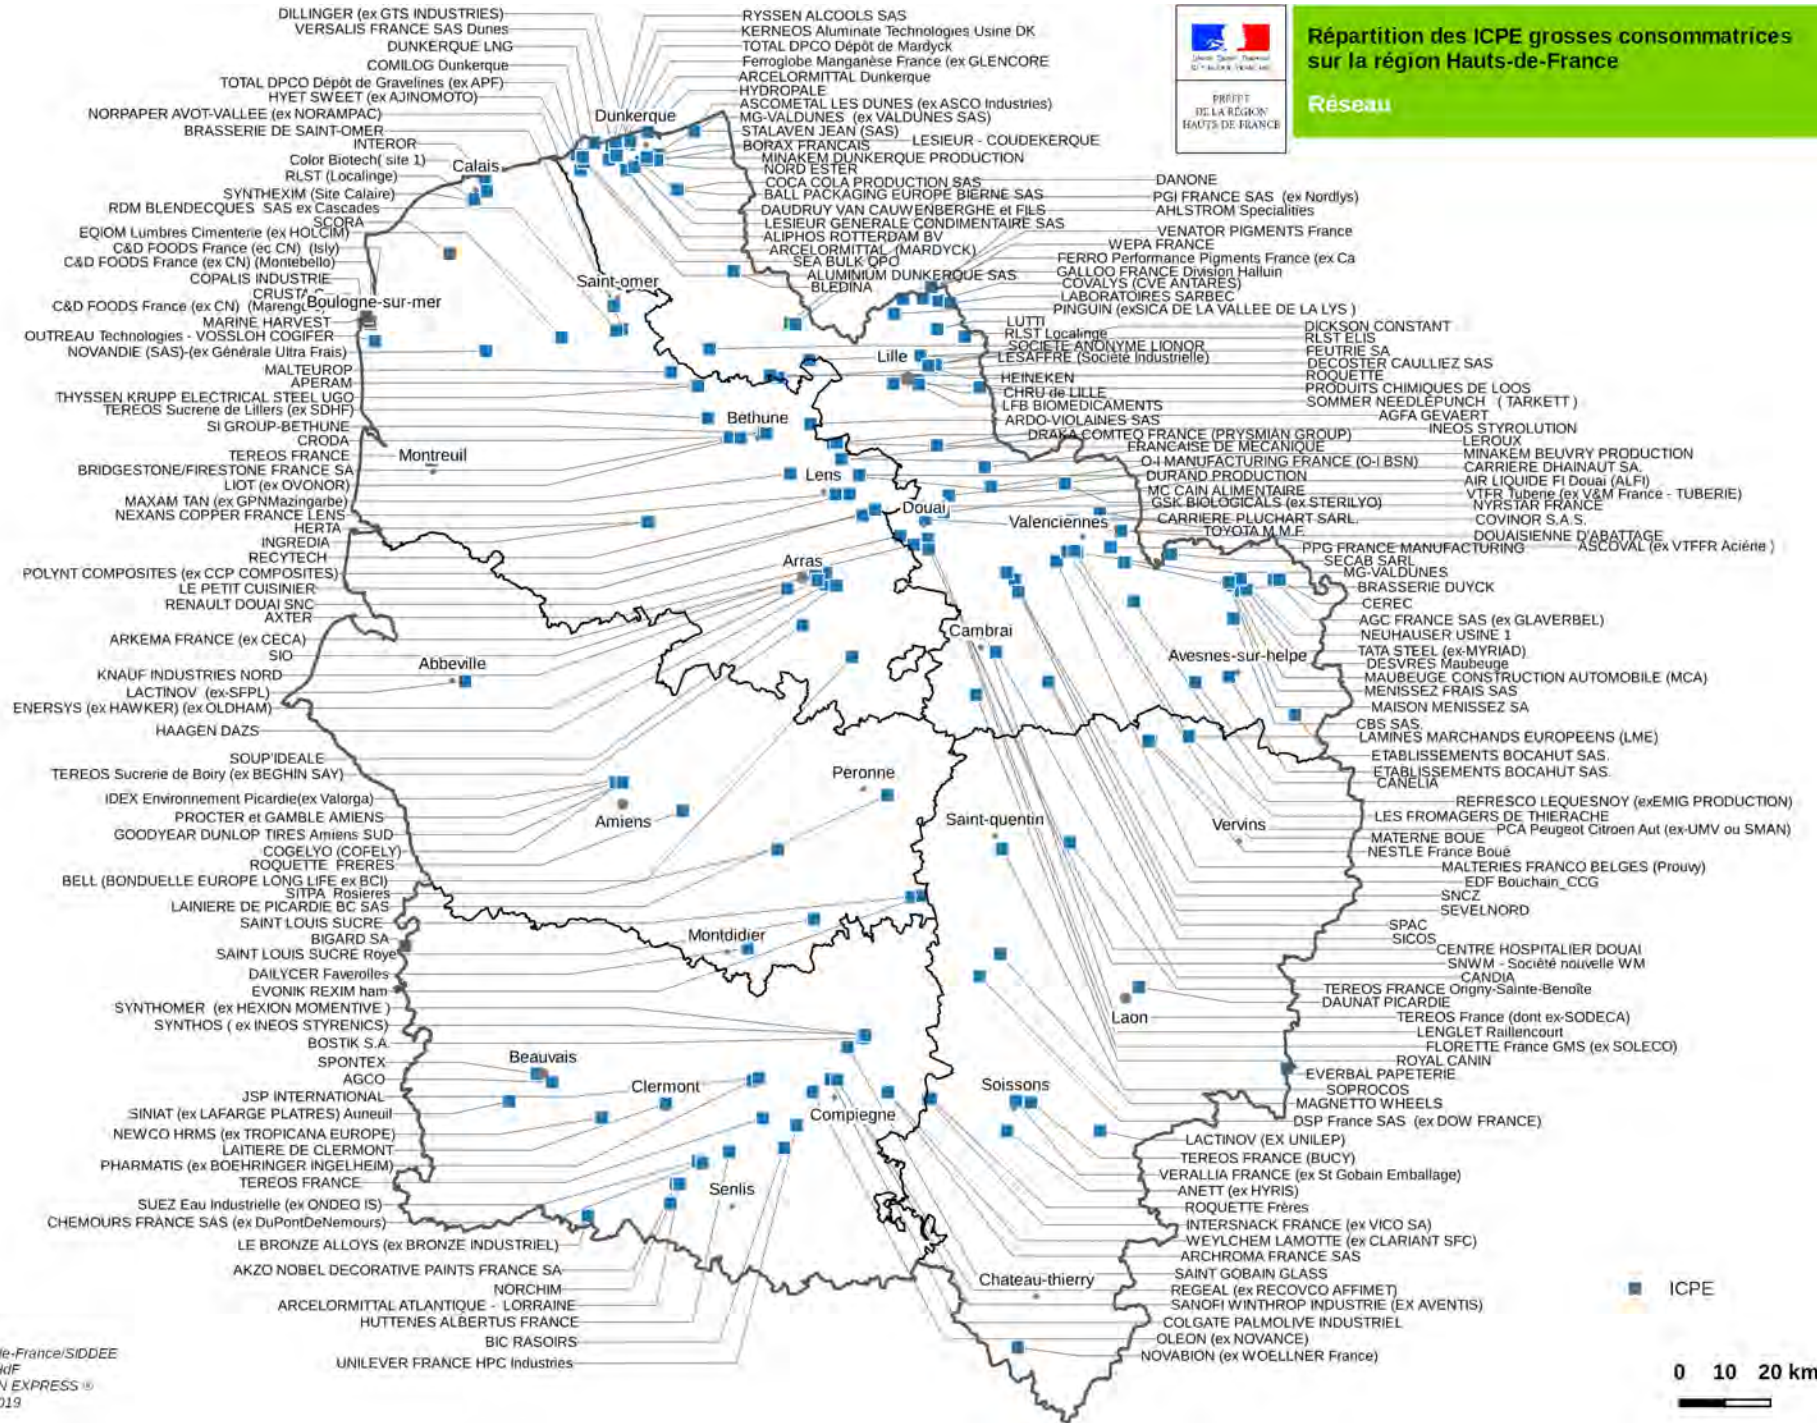 Répartition des ICPE grosses consommatrices
sur la région Hauts-de-France
Réseau
PREFET
DE LA RÉGION
HAUTS-DE-FRANCE
DILLINGER (ex GTS INDUSTRIES)
VERSALIS FRANCE SAS Dunes
DUNKERQUE LNG
COMILOG Dunkerque
TOTAL DPCO Dépôt de Gravelines (ex APF)
HYET SWEET (ex AJINOMOTO)
NORPAPER AVOT-VALLEE (ex NORAMPAC)
BRASSERIE DE SAINT-OMER
INTEROR
Color Biotech( site 1)
RLST (Localinge)
SYNTHEXIM (Site Calaire)
RDM BLENDECQUES SAS ex Cascades
SCORA
EQIOM Lumbres Cimenterie (ex HOLCIM)
C&D FOODS France (ec CN) (Isly)
C&D FOODS France (ex CN) (Montebello)
COPALIS INDUSTRIE
C&D FOODS France (ex CN)
MARINE HARVEST
OUTREAU Technologies - VOSSLOH COGIFER
NOVANDIE (SAS)-(ex Générale Ultra Frais)
MALTEUROP
APERAM
THYSSEN KRUPP ELECTRICAL STEEL UGO
TEREOS Sucrerie de Lillers (ex SDHF)
SI GROUP-BETHUNE
CRODA
TEREOS FRANCE
BRIDGESTONE/FIRESTONE FRANCE SA
LIOT (ex OVONOR)
MAXAM TAN (ex GPNMazingarbe)
NEXANS COPPER FRANCE LENS
HERTA
INGREDIA
RECYTECH
POLYNT COMPOSITES (ex CCP COMPOSITES)
LE PETIT CUISINIER
RENAULT DOUAI SNC
AXTER
ARKEMA FRANCE (ex CECA)
SIO
KNAUF INDUSTRIES NORD
LACTINOV (ex-SFPL)
ENERSYS (ex HAWKER) (ex OLDHAM)
HAAGEN DAZS
SOUP'IDEALE
TEREOS Sucrerie de Boiry (ex BEGHIN SAY)
IDEX Environnement Picardie(ex Valorga)
PROCTER et GAMBLE AMIENS
GOODYEAR DUNLOP TIRES Amiens SUD
COGELYO (COFELY)
ROQUETTE FRERES
BELL (BONDUELLE EUROPE LONG LIFE ex BCI)
SITPA Rosieres
LAINIERE DE PICARDIE BC SAS
SAINT LOUIS SUCRE
BIGARD SA
SAINT LOUIS SUCRE Roye
DAILYCER Faverolles
EVONIK REXIM ham
SYNTHOMER (ex HEXION MOMENTIVE )
SYNTHOS ( ex INEOS STYRENICS)
BOSTIK S.A.
SPONTEX
AGCO
JSP INTERNATIONAL
SINIAT (ex LAFARGE PLATRES) Auneuil
NEWCO HRMS (ex TROPICANA EUROPE)
LAITIERE DE CLERMONT
PHARMATIS (ex BOEHRINGER INGELHEIM)
TEREOS FRANCE
SUEZ Eau Industrielle (ex ONDEO IS)
CHEMOURS FRANCE SAS (ex DuPontDeNemours)
LE BRONZE ALLOYS (ex BRONZE INDUSTRIEL)
AKZO NOBEL DECORATIVE PAINTS FRANCE SA
NORCHIM
ARCELORMITTAL ATLANTIQUE - LORRAINE
HUTTENES ALBERTUS FRANCE
BIC RASOIRS
UNILEVER FRANCE HPC Industries
RYSSEN ALCOOLS SAS
KERNEOS Aluminate Technologies Usine DK
TOTAL DPCO Dépôt de Mardyck
Ferroglobe Manganèse France (ex GLENCORE
ARCELORMITTAL Dunkerque
HYDROPALE
ASCOMETAL LES DUNES (ex ASCO Industries)
MG-VALDUNES (ex VALDUNES SAS)
STALAVEN JEAN (SAS)
LESIEUR - COUDEKERQUE
BORAX FRANCAIS
MINAKEM DUNKERQUE PRODUCTION
NORD ESTER
COCA COLA PRODUCTION SAS
BALL PACKAGING EUROPE BIERNE SAS
DAUDRUY VAN CAUWENBERGHE et FILS
LESIEUR GENERALE CONDIMENTAIRE SAS
ALIPHOS ROTTERDAM BV
ARCELORMITTAL (MARDYCK)
SEA BULK QPO
ALUMINIUM DUNKERQUE SAS
BLEDINA
DANONE
PGI FRANCE SAS (ex Nordlys)
AHLSTROM Specialities
VENATOR PIGMENTS France
WEPA FRANCE
FERRO Performance Pigments France (ex Ca
GALLOO FRANCE Division Halluin
COVALYS (CVE ANTARES)
LABORATOIRES SARBEC
PINGUIN (exSICA DE LA VALLEE DE LA LYS )
LUTTI
RLST Localinge
SOCIETE ANONYME LIONOR
LESAFFRE (Société Industrielle)
HEINEKEN
CHRU de LILLE
LFB BIOMEDICAMENTS
ARDO-VIOLAINES SAS
DRAKA COMTEQ FRANCE (PRYSMIAN GROUP)
FRANCAISE DE MECANIQUE
O-I MANUFACTURING FRANCE (O-I BSN)
DURAND PRODUCTION
MC CAIN ALIMENTAIRE
GSK BIOLOGICALS (ex STERILYO)
CARRIERE PLUCHART SARL.
TOYOTA M.M.F.
DICKSON CONSTANT
RLST ELIS
FEUTRIE SA
DECOSTER CAULLIEZ SAS
ROQUETTE
PRODUITS CHIMIQUES DE LOOS
SOMMER NEEDLEPUNCH ( TARKETT )
AGFA GEVAERT
INEOS STYROLUTION
LEROUX
MINAKEM BEUVRY PRODUCTION
CARRIERE DHAINAUT SA.
AIR LIQUIDE FI Douai (ALFI)
VTFR Tuberie (ex V&M France - TUBERIE)
NYRSTAR FRANCE
COVINOR S.A.S.
DOUAISIENNE D'ABATTAGE
PPG FRANCE MANUFACTURING
ASCOVAL (ex VTFFR Aciérie )
SECAB SARL
MG-VALDUNES
BRASSERIE DUYCK
CEREC
AGC FRANCE SAS (ex GLAVERBEL)
NEUHAUSER USINE 1
TATA STEEL (ex-MYRIAD)
DESVRES Maubeuge
MAUBEUGE CONSTRUCTION AUTOMOBILE (MCA)
MENISSEZ FRAIS SAS
MAISON MENISSEZ SA
CBS SAS.
LAMINES MARCHANDS EUROPEENS (LME)
ETABLISSEMENTS BOCAHUT SAS.
ETABLISSEMENTS BOCAHUT SAS.
CANELIA
REFRESCO LEQUESNOY (exEMIG PRODUCTION)
LES FROMAGERS DE THIERACHE
PCA Peugeot Citroen Aut (ex-UMV ou SMAN)
MATERNE BOUE
NESTLE France Boué
MALTERIES FRANCO BELGES (Prouvy)
EDF Bouchain_CCG
SNCZ
SEVELNORD
SPAC
SICOS
CENTRE HOSPITALIER DOUAI
SNWM - Société nouvelle WM
CANDIA
TEREOS FRANCE Origny-Sainte-Benoîte
DAUNAT PICARDIE
TEREOS France (dont ex-SODECA)
LENGLET Raillencourt
FLORETTE France GMS (ex SOLECO)
ROYAL CANIN
EVERBAL PAPETERIE
SOPROCOS
MAGNETTO WHEELS
DSP France SAS (ex DOW FRANCE)
LACTINOV (EX UNILEP)
TEREOS FRANCE (BUCY)
VERALLIA FRANCE (ex St Gobain Emballage)
ANETT (ex HYRIS)
ROQUETTE Frères
INTERSNACK FRANCE (ex VICO SA)
WEYLCHEM LAMOTTE (ex CLARIANT SFC)
ARCHROMA FRANCE SAS
SAINT GOBAIN GLASS
REGEAL (ex RECOVCO AFFIMET)
SANOFI WINTHROP INDUSTRIE (EX AVENTIS)
COLGATE PALMOLIVE INDUSTRIEL
OLEON (ex NOVANCE)
NOVABION (ex WOELLNER France)
Dunkerque
Calais
Saint-omer
Boulogne-sur-mer
Lille
Béthune
Montreuil
Lens
Douai
Valenciennes
Arras
Cambrai
Avesnes-sur-helpe
Abbeville
Péronne
Amiens
Saint-quentin
Vervins
Montdidier
Laon
Beauvais
Clermont
Soissons
Compiegne
Senlis
Chateau-thierry
ICPE
0 10 20 km
le-France/SIDDEE
N EXPRESS ®
019